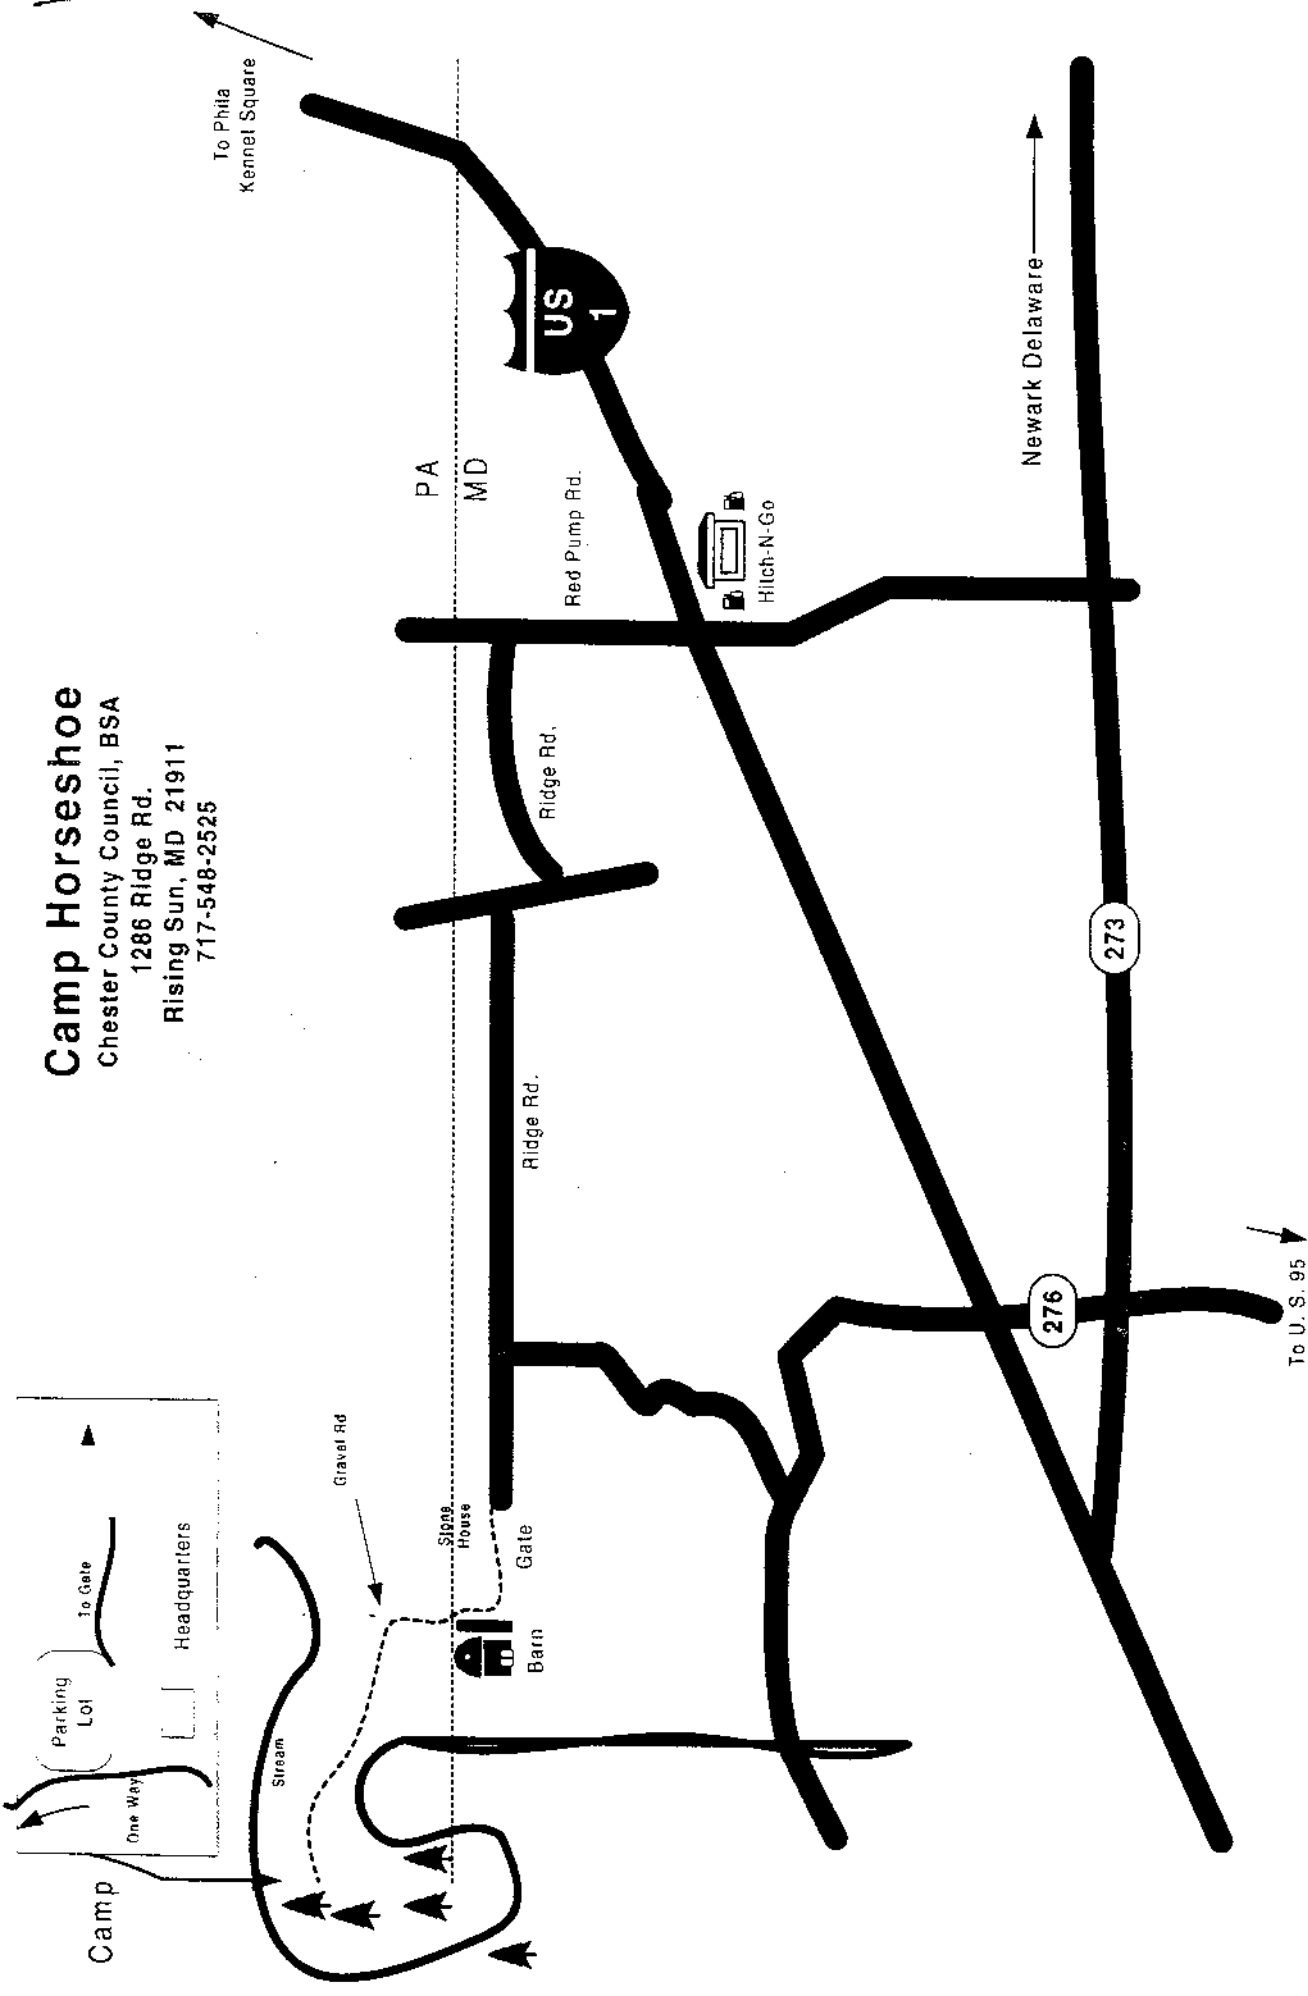 Camp Horseshoe
Chester County Council, BSA
1286 Ridge Rd.
Rising Sun, MD 21911
717-548-2525
To Phila
Kennel Square
PA
MD
US
1
Red Pump Rd.
Hitch-N-Go
Newark Delaware
Ridge Rd.
Ridge Rd.
273
276
To U. S. 95
Gravel Rd
Stone
House
Gate
Barn
Stream
Camp
Parking
Lot
To Gate
One Way
Headquarters